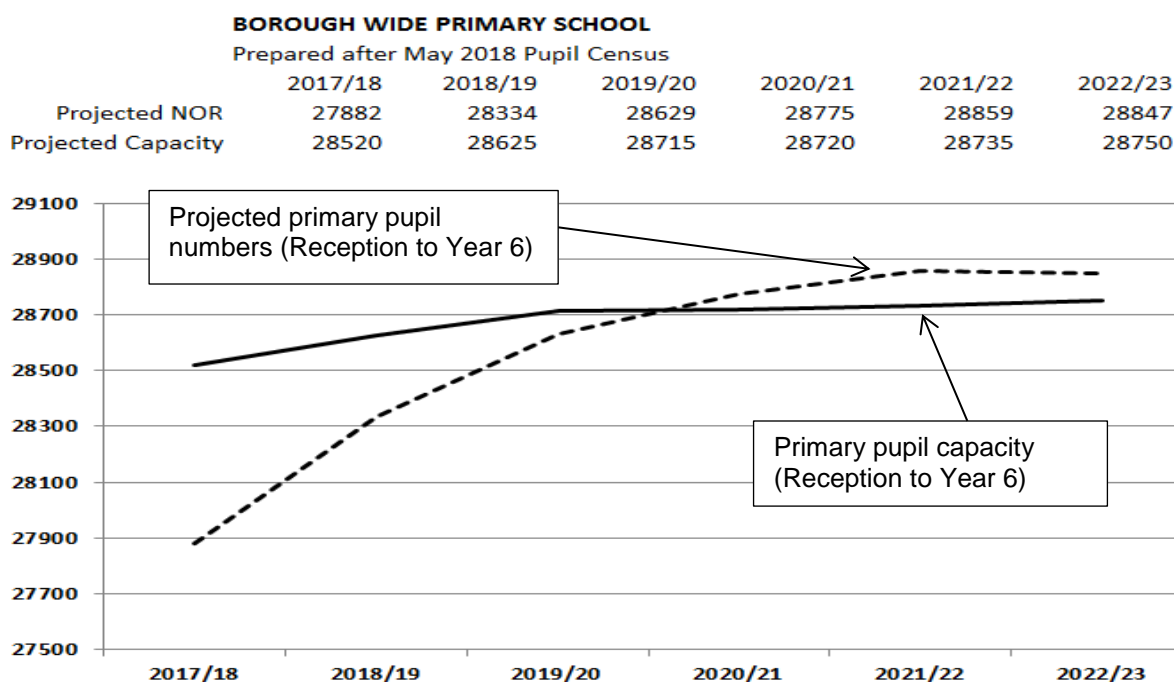 BOROUGH WIDE PRIMARY SCHOOL
Prepared after May 2018 Pupil Census
2017/18 2018/19 2019/20 2020/21 2021/22 2022/23
Projected NOR 27882 28334 28629 28775 28859 28847
Projected Capacity 28520 28625 28715 28720 28735 28750
29100
Projected primary pupil
numbers (Reception to Year 6)
28900
28700
28500
28300
Primary pupil capacity
(Reception to Year 6)
28100
27900
27700
27500
2017/18 2018/19 2019/20 2020/21 2021/22 2022/23